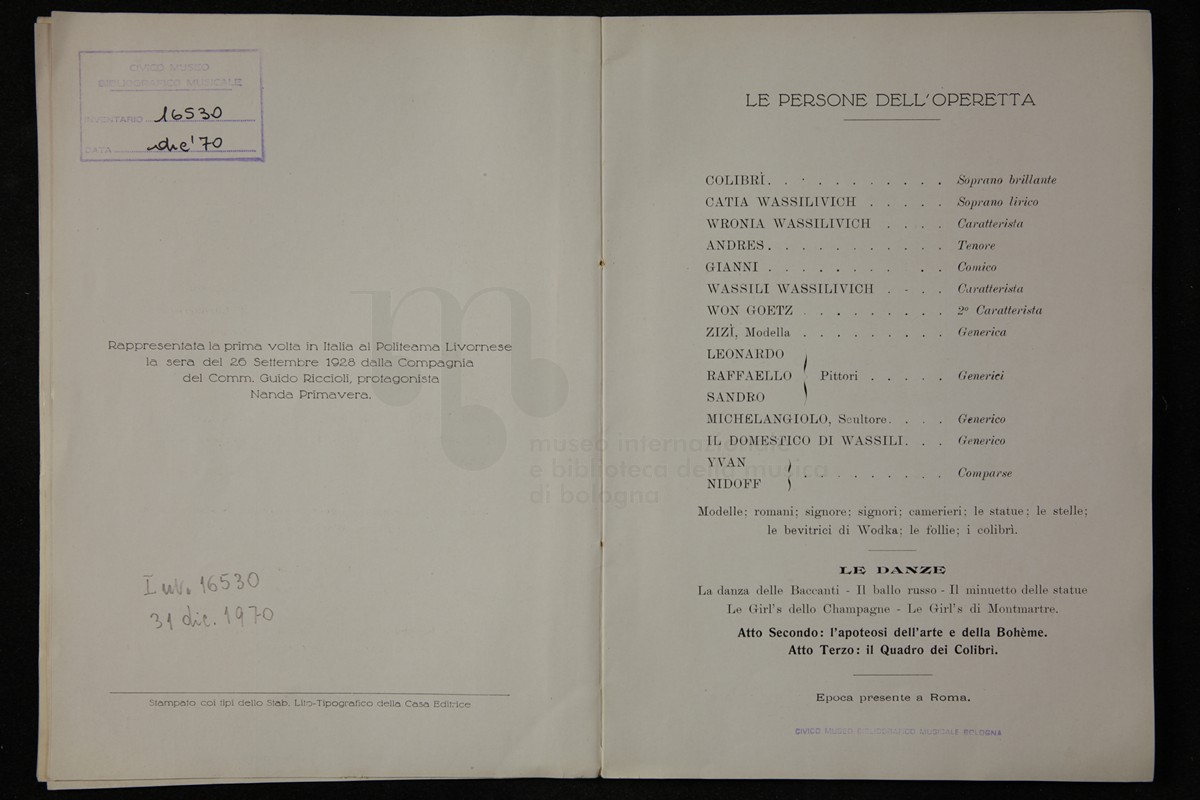 CIVICO MUSEO
BIBLIOGRAFICO MUSICALE
INVENTARIO 16530
DATA dic '70
Rappresentata la prima volta in Italia al Politeama Livornese
la sera del 26 Settembre 1928 dalla Compagnia
del Comm. Guido Riccioli, protagonista
Nanda Primavera.
Inv. 16530
31 dic. 1970
Stampato coi tipi dello Stab. Lito-Tipografico della Casa Editrice
museo internazionale
e biblioteca della musica
di bologna
LE PERSONE DELL'OPERETTA
COLIBRÌ . . . . . . . . . . . Soprano brillante
CATIA WASSILIVICH . . . . . Soprano lirico
WRONIA WASSILIVICH . . . . Caratterista
ANDRES . . . . . . . . . . . Tenore
GIANNI . . . . . . . . . . Comico
WASSILI WASSILIVICH . . . . Caratterista
WON GOETZ . . . . . . . . . 2º Caratterista
ZIZÌ, Modella . . . . . . . . . Generica
LEONARDO
RAFFAELLO Pittori . . . . . Generici
SANDRO
MICHELANGIOLO, Scultore . . . . Generico
IL DOMESTICO DI WASSILI . . . Generico
YVAN
. . . . . . . . . Comparse
NIDOFF
Modelle; romani; signore; signori; camerieri; le statue; le stelle;
le bevitrici di Wodka; le follie; i colibrì.
LE DANZE
La danza delle Baccanti - Il ballo russo - Il minuetto delle statue
Le Girl's dello Champagne - Le Girl's di Montmartre.
Atto Secondo: l'apoteosi dell'arte e della Bohème.
Atto Terzo: il Quadro dei Colibrì.
Epoca presente a Roma.
CIVICO MUSEO BIBLIOGRAFICO MUSICALE BOLOGNA